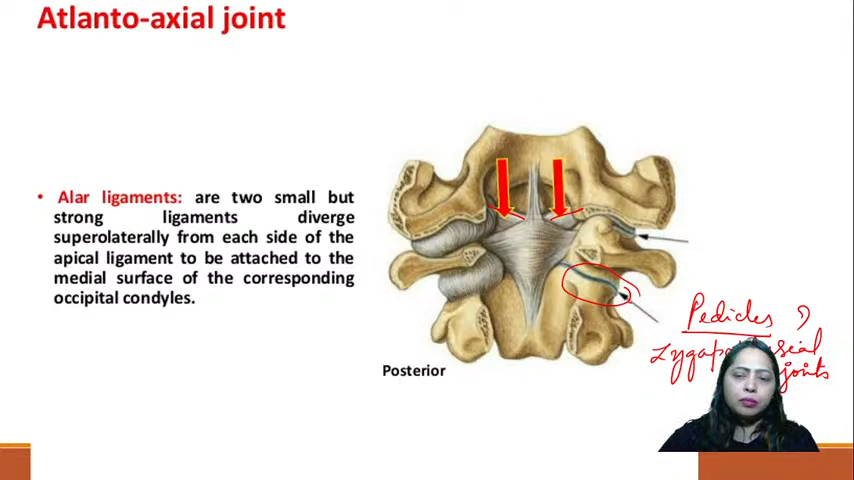 Atlanto-axial joint
• Alar ligaments: are two small but
strong ligaments diverge
superolaterally from each side of the
apical ligament to be attached to the
medial surface of the corresponding
occipital condyles.
Posterior
Pedicles
joints